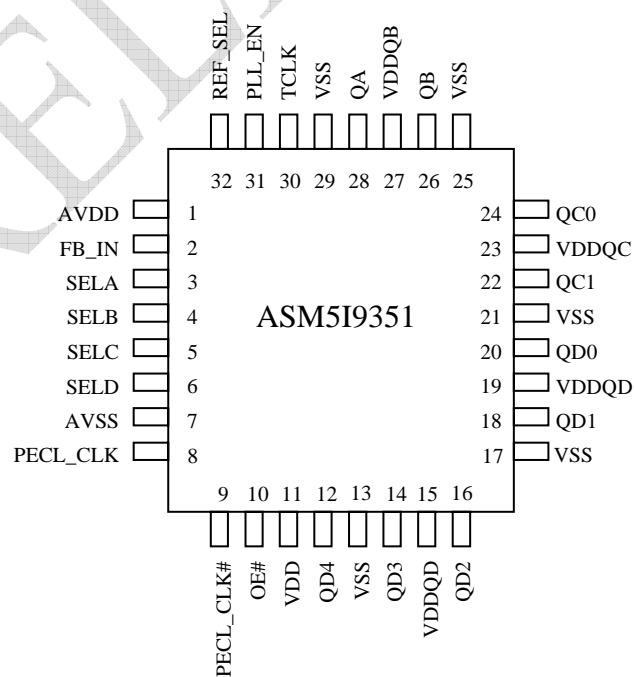 REF_SEL
PLL_EN
TCLK
VSS
QA
VDDQB
QB
VSS
32 31 30 29 28 27 26 25
AVDD 1
FB_IN 2
SELA 3
SELB 4
SELC 5
SELD 6
AVSS 7
PECL_CLK 8
ASM5I9351
24 QC0
23 VDDQC
22 QC1
21 VSS
20 QD0
19 VDDQD
18 QD1
17 VSS
9 10 11 12 13 14 15 16
PECL_CLK#
OE#
VDD
QD4
VSS
QD3
VDDQD
QD2